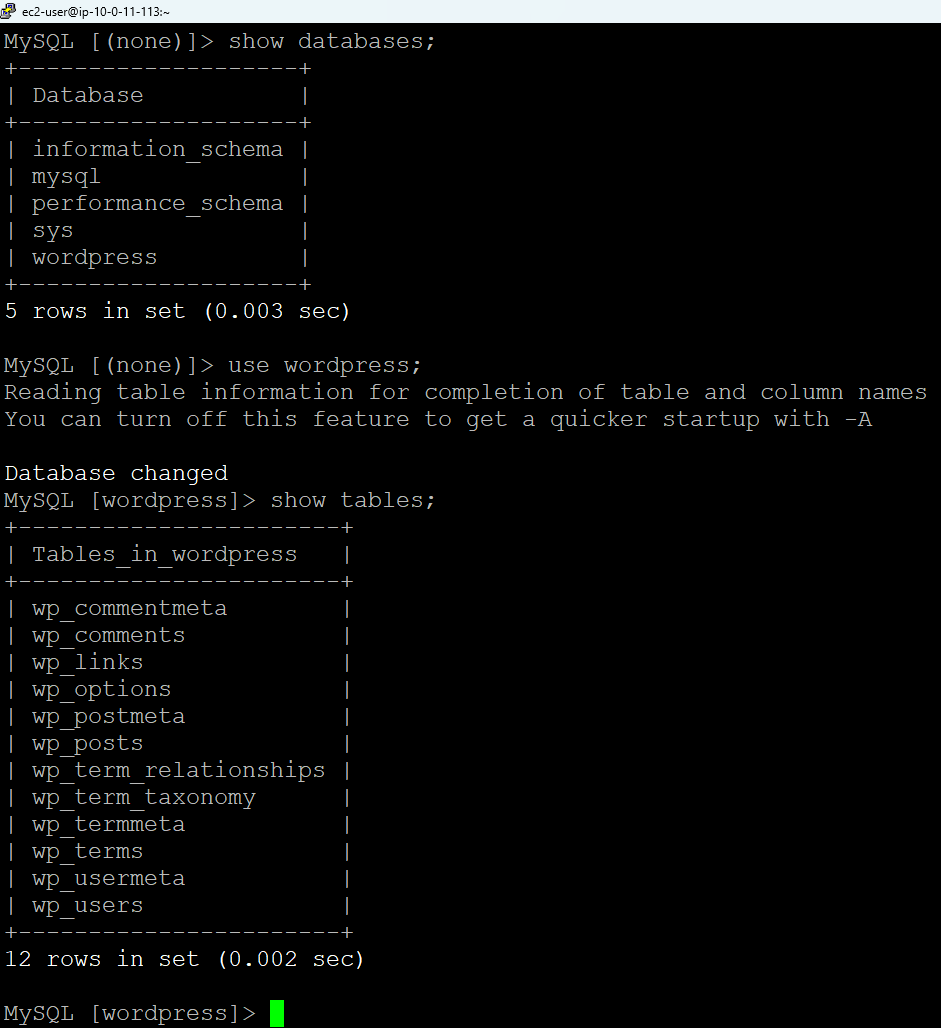 ec2-user@ip-10-0-11-113:~
MySQL [(none)]> show databases;
+--------------------+
| Database           |
+--------------------+
| information_schema |
| mysql              |
| performance_schema |
| sys                |
| wordpress          |
+--------------------+
5 rows in set (0.003 sec)

MySQL [(none)]> use wordpress;
Reading table information for completion of table and column names
You can turn off this feature to get a quicker startup with -A

Database changed
MySQL [wordpress]> show tables;
+-----------------------+
| Tables_in_wordpress   |
+-----------------------+
| wp_commentmeta        |
| wp_comments           |
| wp_links              |
| wp_options            |
| wp_postmeta           |
| wp_posts              |
| wp_term_relationships |
| wp_term_taxonomy      |
| wp_termmeta           |
| wp_terms              |
| wp_usermeta           |
| wp_users              |
+-----------------------+
12 rows in set (0.002 sec)

MySQL [wordpress]>